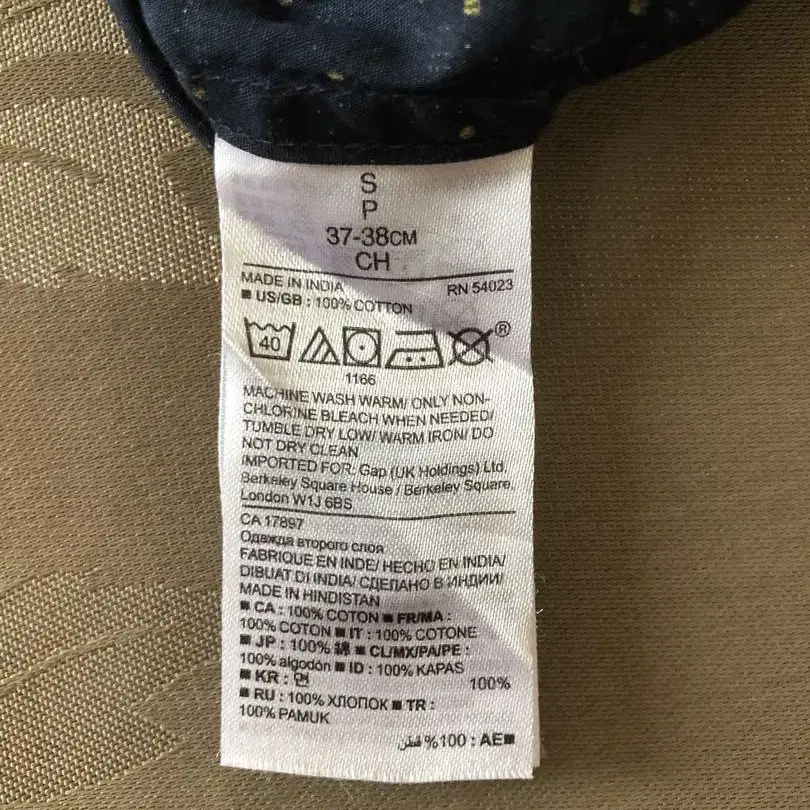 S
P
37-38CM
CH
MADE IN INDIA RN 54023
■ US/GB : 100% COTTON
40 ®
1166
MACHINE WASH WARM/ ONLY NON-
CHLORINE BLEACH WHEN NEEDED/
TUMBLE DRY LOW/ WARM IRON/ DO
NOT DRY CLEAN
IMPORTED FOR: Gap (UK Holdings) Ltd,
Berkeley Square House / Berkeley Square,
London W1J 6BS
CA 17897
Одежда второго слоя
FABRIQUE EN INDE/ HECHO EN INDIA/
DIBUAT DI INDIA/ СДЕЛАНО В ИНДИИ/
MADE IN HINDISTAN
■ CA : 100% COTON ■ FR/MA :
100% COTON ■ IT : 100% COTONE
■ JP : 100% 綿 ■ CL/MX/PA/PE :
100% algodón ■ ID : 100% KAPAS
■ KR : 면 100%
■ RU : 100% ХЛОПОК ■ TR :
100% PAMUK
■AE : 100% قطن